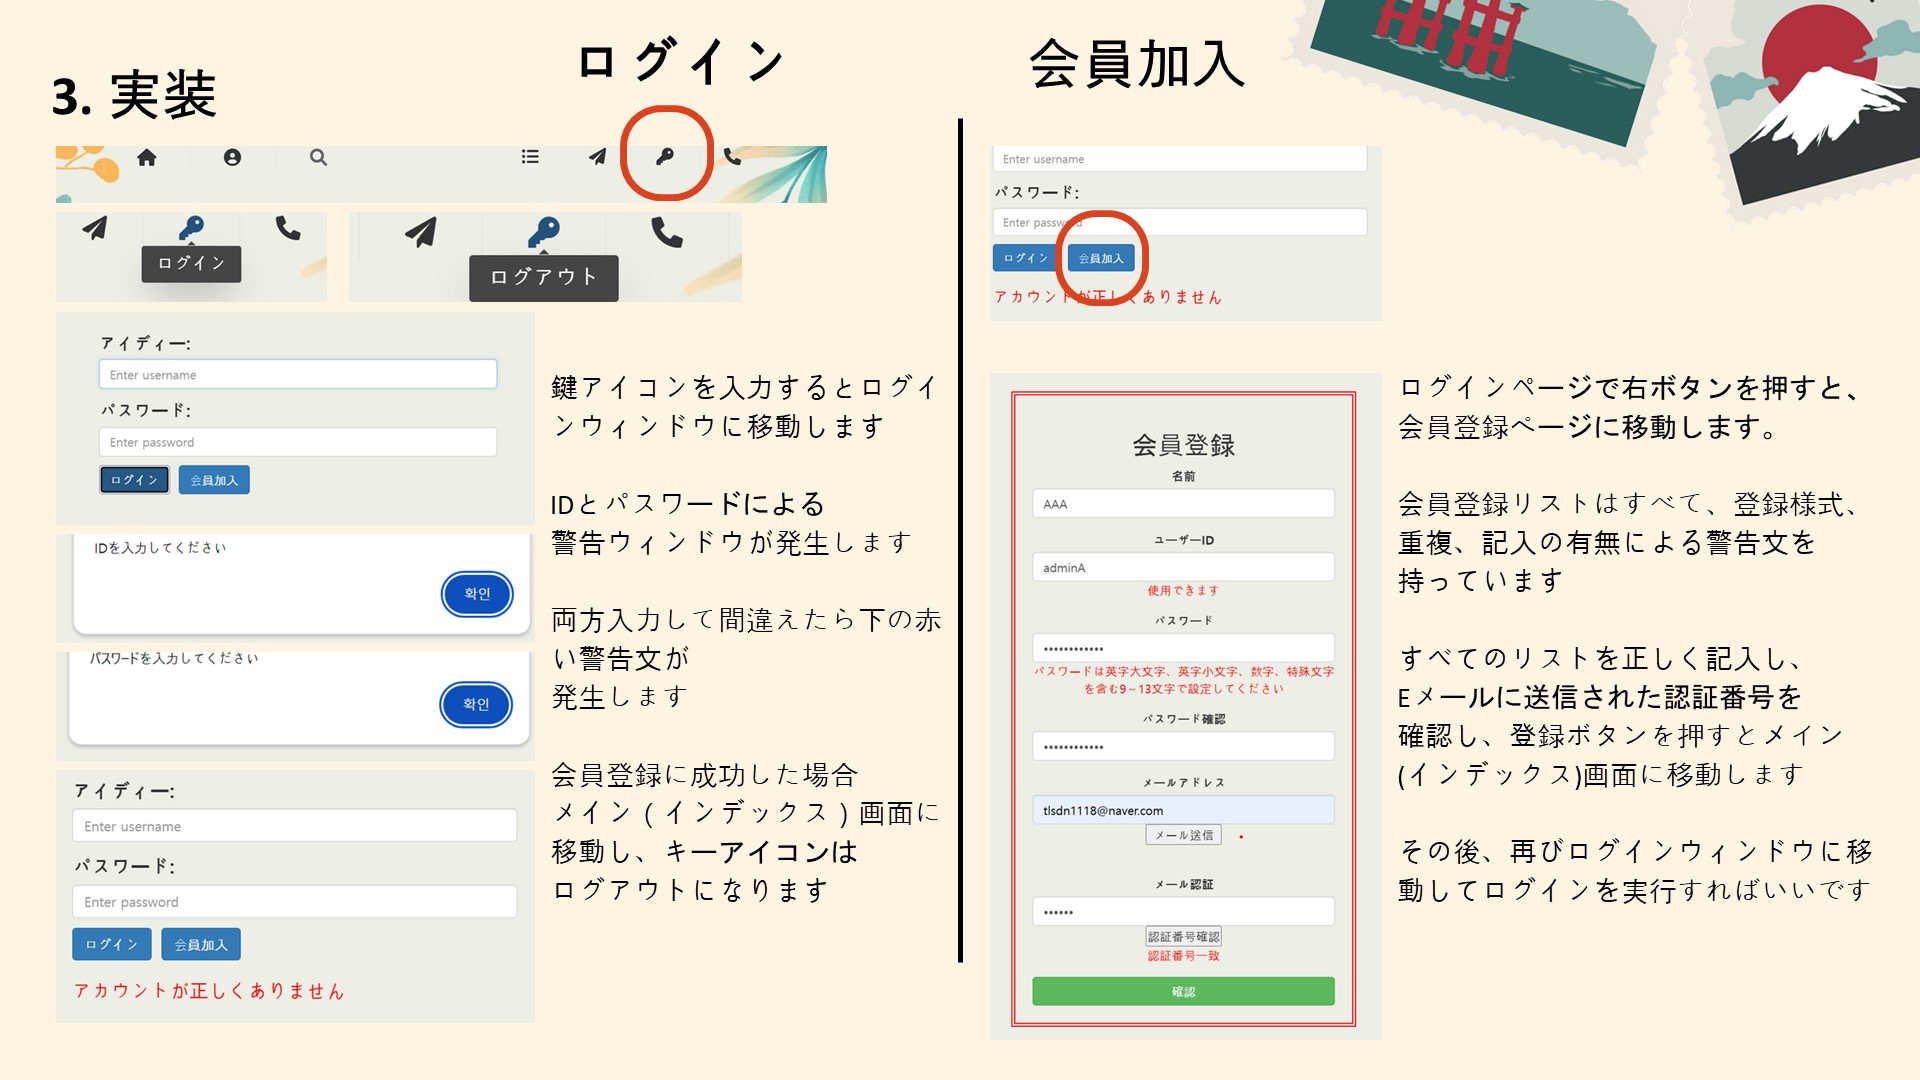 3. 実装
ログイン
ログイン
ログアウト
アイディー:
Enter username
パスワード:
Enter password
ログイン 会員加入
IDを入力してください
확인
パスワードを入力してください
확인
アイディー:
Enter username
パスワード:
Enter password
ログイン 会員加入
アカウントが正しくありません
鍵アイコンを入力するとログイ
ンウィンドウに移動します
IDとパスワードによる
警告ウィンドウが発生します
両方入力して間違えたら下の赤
い警告文が
発生します
会員登録に成功した場合
メイン（インデックス）画面に
移動し、キーアイコンは
ログアウトになります
会員加入
Enter username
パスワード:
Enter password
ログイン 会員加入
アカウントが正しくありません
会員登録
名前
AAA
ユーザーID
adminA
使用できます
パスワード
••••••••••••
パスワードは英字大文字、英字小文字、数字、特殊文字
を含む9~13文字で設定してください
パスワード確認
••••••••••••
メールアドレス
tlsdn1118@naver.com
メール送信
メール認証
••••••
認証番号確認
認証番号一致
確認
ログインページで右ボタンを押すと、
会員登録ページに移動します。
会員登録リストはすべて、登録様式、
重複、記入の有無による警告文を
持っています
すべてのリストを正しく記入し、
Eメールに送信された認証番号を
確認し、登録ボタンを押すとメイン
(インデックス)画面に移動します
その後、再びログインウィンドウに移
動してログインを実行すればいいです